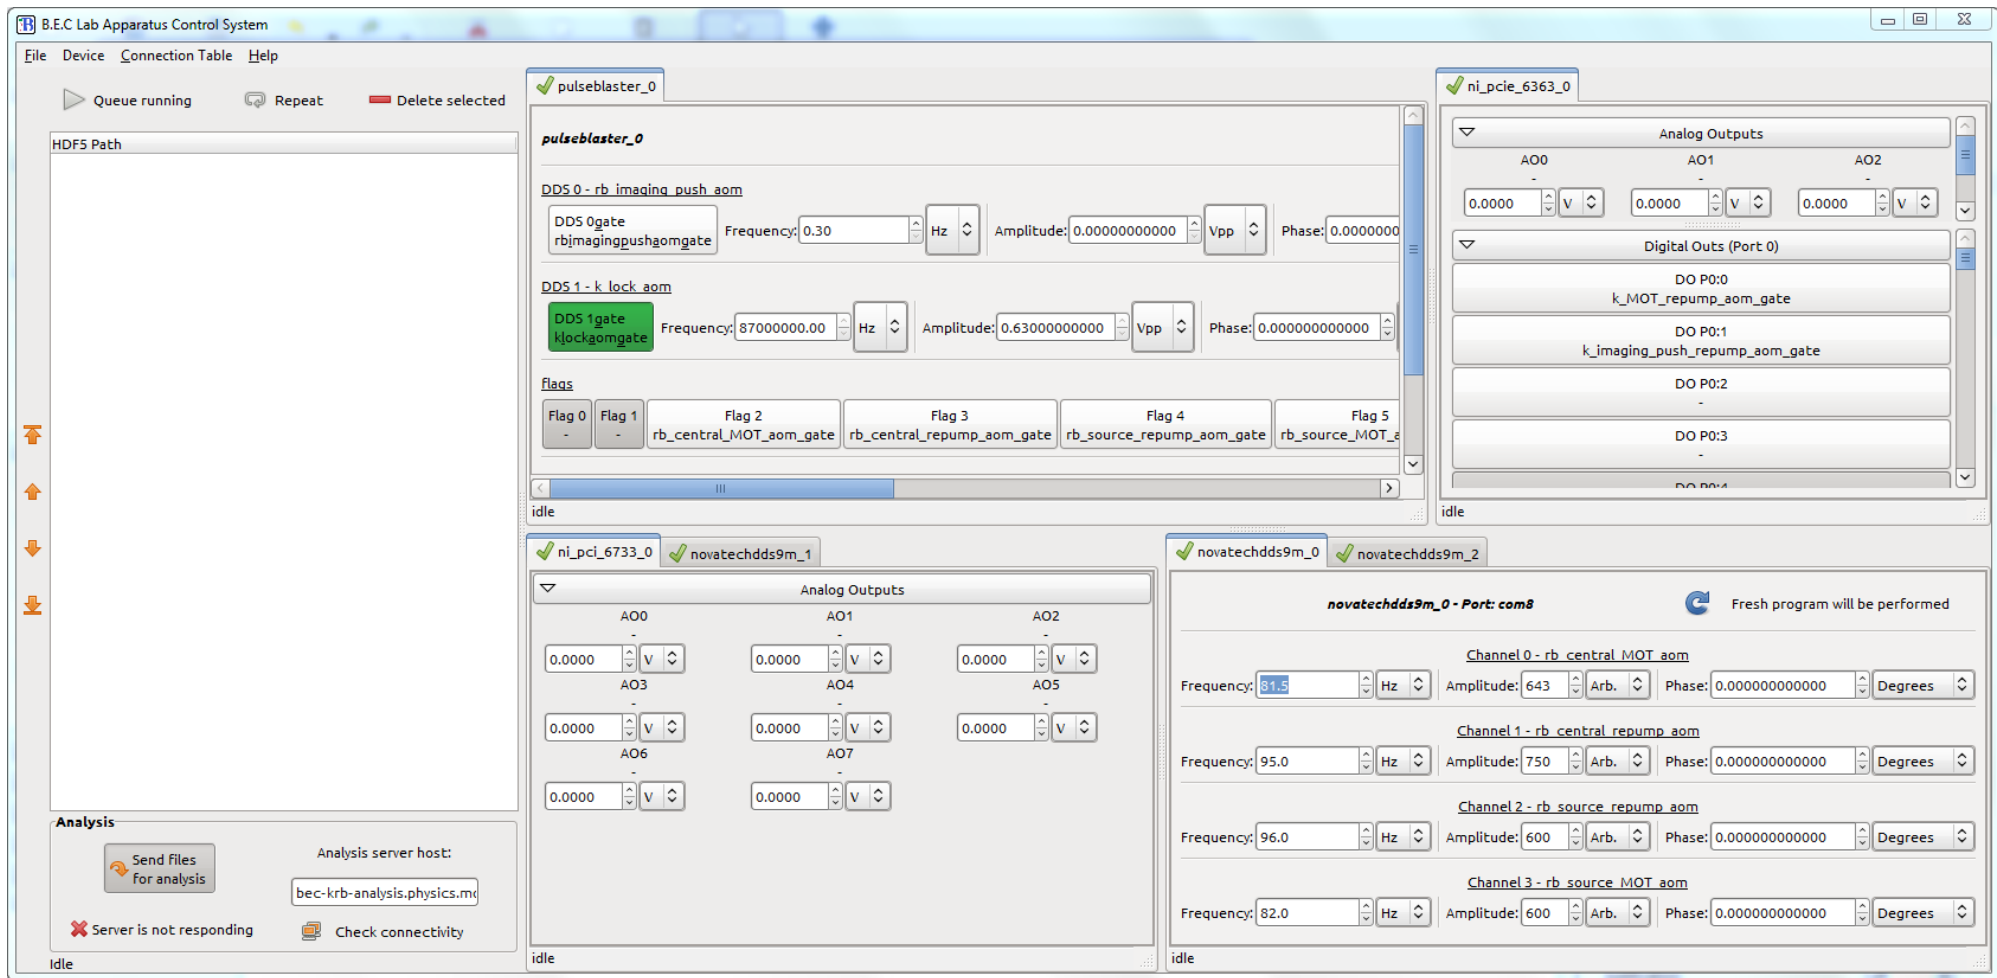 B.E.C Lab Apparatus Control System
File Device Connection Table Help
Queue running Repeat Delete selected
HDF5 Path
Analysis
Send files
for analysis
Analysis server host:
bec-krb-analysis.physics.mo
Server is not responding Check connectivity
Idle
pulseblaster_0
pulseblaster_0
DDS 0 - rb_imaging_push_aom
DDS 0gate
rbimagingpushaomgate
Frequency: 0.30 Hz Amplitude: 0.00000000000 Vpp Phase: 0.0000000
DDS 1 - k_lock_aom
DDS 1gate
klockaomgate
Frequency: 87000000.00 Hz Amplitude: 0.63000000000 Vpp Phase: 0.000000000000
flags
Flag 0 Flag 1 Flag 2 Flag 3 Flag 4 Flag 5
- - rb_central_MOT_aom_gate rb_central_repump_aom_gate rb_source_repump_aom_gate rb_source_MOT_a
idle
ni_pcie_6363_0
Analog Outputs
AO0 AO1 AO2
- - -
0.0000 V 0.0000 V 0.0000 V
Digital Outs (Port 0)
DO P0:0
k_MOT_repump_aom_gate
DO P0:1
k_imaging_push_repump_aom_gate
DO P0:2
-
DO P0:3
-
DO P0:4
idle
ni_pci_6733_0 novatechdds9m_1
Analog Outputs
AO0 AO1 AO2
- - -
0.0000 V 0.0000 V 0.0000 V
AO3 AO4 AO5
- - -
0.0000 V 0.0000 V 0.0000 V
AO6 AO7
- -
0.0000 V 0.0000 V
idle
novatechdds9m_0 novatechdds9m_2
novatechdds9m_0 - Port: com8 Fresh program will be performed
Channel 0 - rb_central_MOT_aom
Frequency: 81.5 Hz Amplitude: 643 Arb. Phase: 0.000000000000 Degrees
Channel 1 - rb_central_repump_aom
Frequency: 95.0 Hz Amplitude: 750 Arb. Phase: 0.000000000000 Degrees
Channel 2 - rb_source_repump_aom
Frequency: 96.0 Hz Amplitude: 600 Arb. Phase: 0.000000000000 Degrees
Channel 3 - rb_source_MOT_aom
Frequency: 82.0 Hz Amplitude: 600 Arb. Phase: 0.000000000000 Degrees
idle